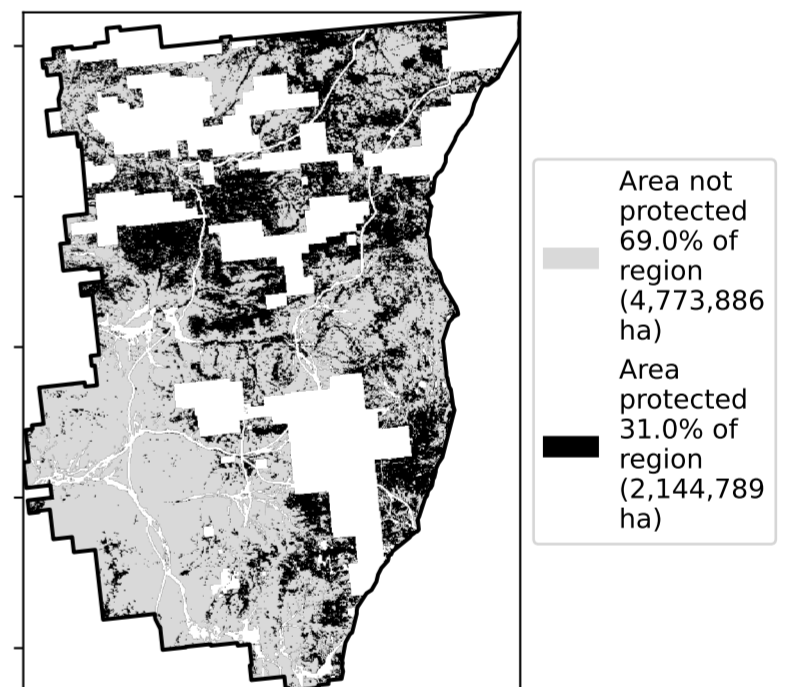 Area not
protected
69.0% of
region
(4,773,886
ha)
Area
protected
31.0% of
region
(2,144,789
ha)